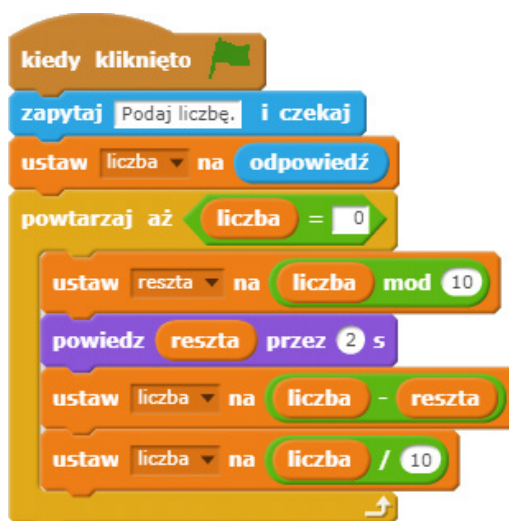 kiedy kliknięto
zapytaj Podaj liczbę. i czekaj
ustaw liczba na odpowiedź
powtarzaj aż liczba = 0
ustaw reszta na liczba mod 10
powiedz reszta przez 2 s
ustaw liczba na liczba - reszta
ustaw liczba na liczba / 10